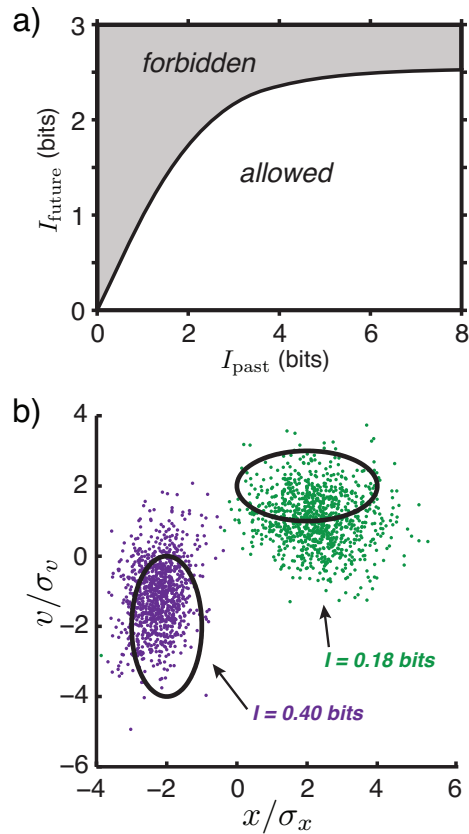 a)
3
2
1
0
I_future (bits)
forbidden
allowed
0 2 4 6 8
I_past (bits)
b)
4
2
0
−2
−4
−6
v/σ_v
I = 0.18 bits
I = 0.40 bits
−4 −2 0 2 4 6
x/σ_x